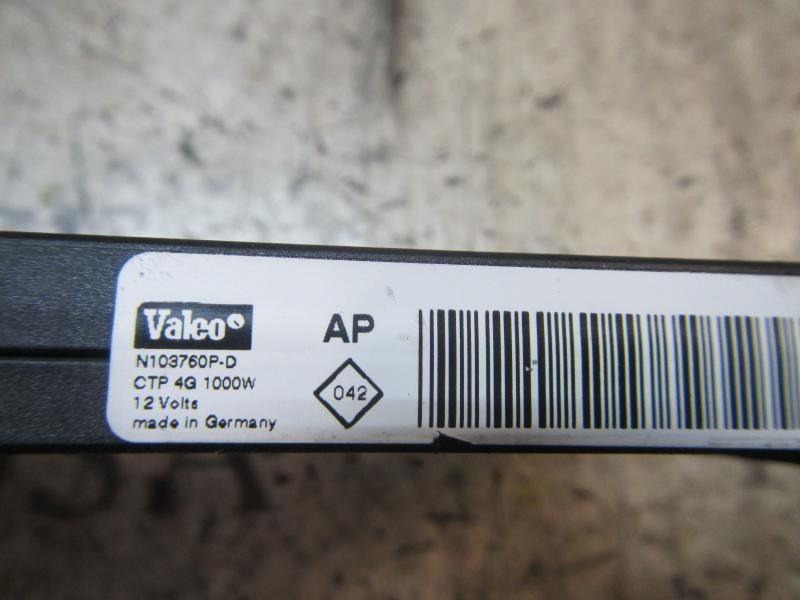 Valeo
N103760P-D
CTP 4G 1000W
12 Volts
made in Germany
AP
042